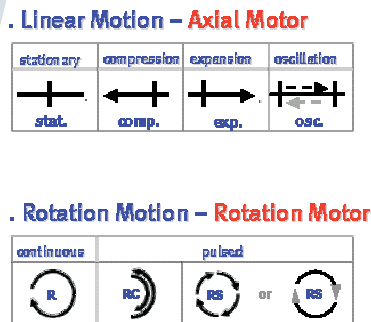 . Linear Motion – Axial Motor
stationary compression expansion oscillation
stat. comp. exp. osc.
. Rotation Motion – Rotation Motor
continuous pulsed
R RC RS or RS